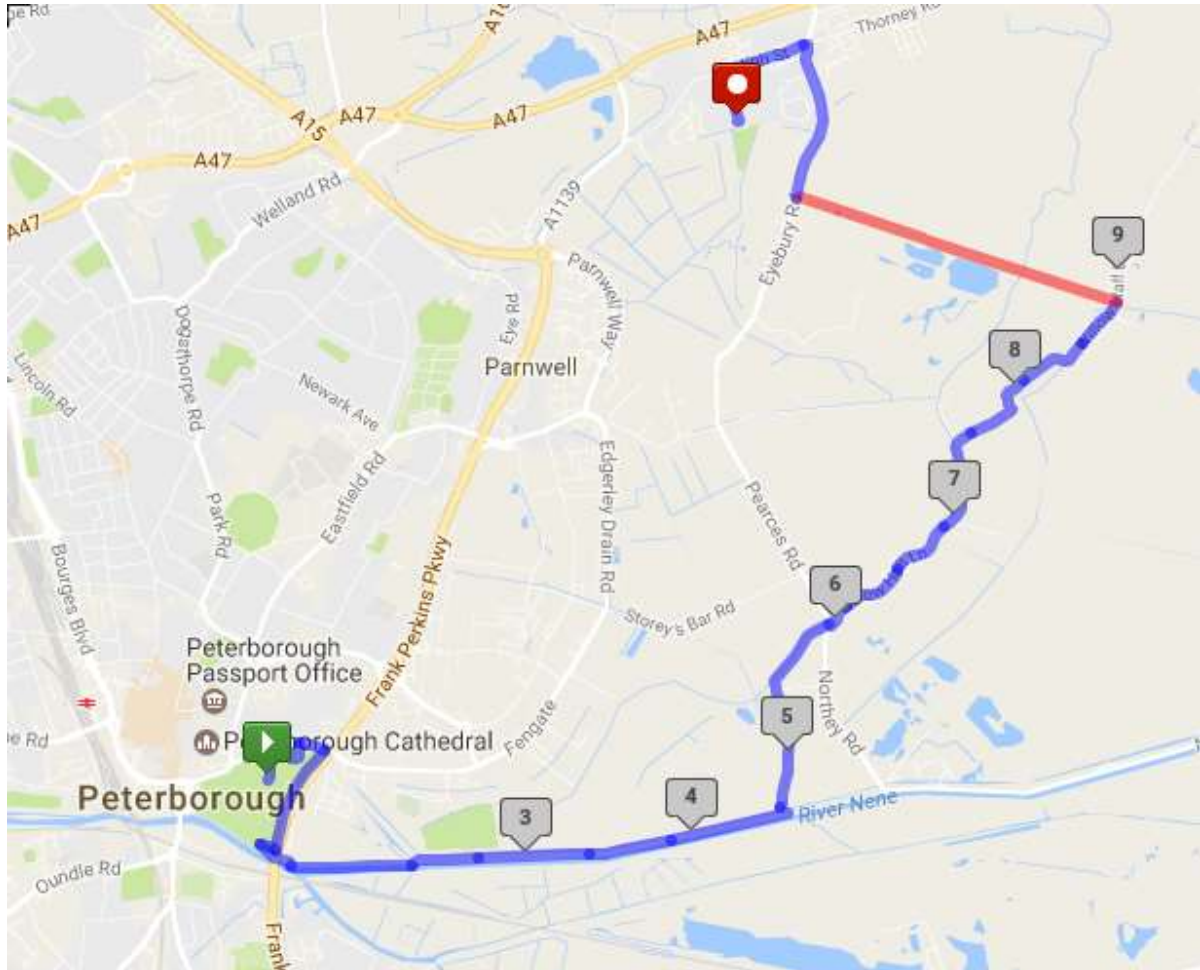 A47
Thorney Rd
A47
A47
A47
A15
A47
A47
Welland Rd
A1139
Parnwell Way
Eyebury R
9
Eye Rd
Dogsthorpe Rd
Lincoln Rd
Parnwell
8
Newark Ave
Eastfield Rd
Edgerley Drain Rd
Pearces Rd
7
Park Rd
Bourges Blvd
Frank Perkins Pkwy
6
Storey's Bar Rd
Peterborough
Passport Office
Northey Rd
5
Fengate
Peterborough Cathedral
Peterborough
4
3
River Nene
Oundle Rd
Frank